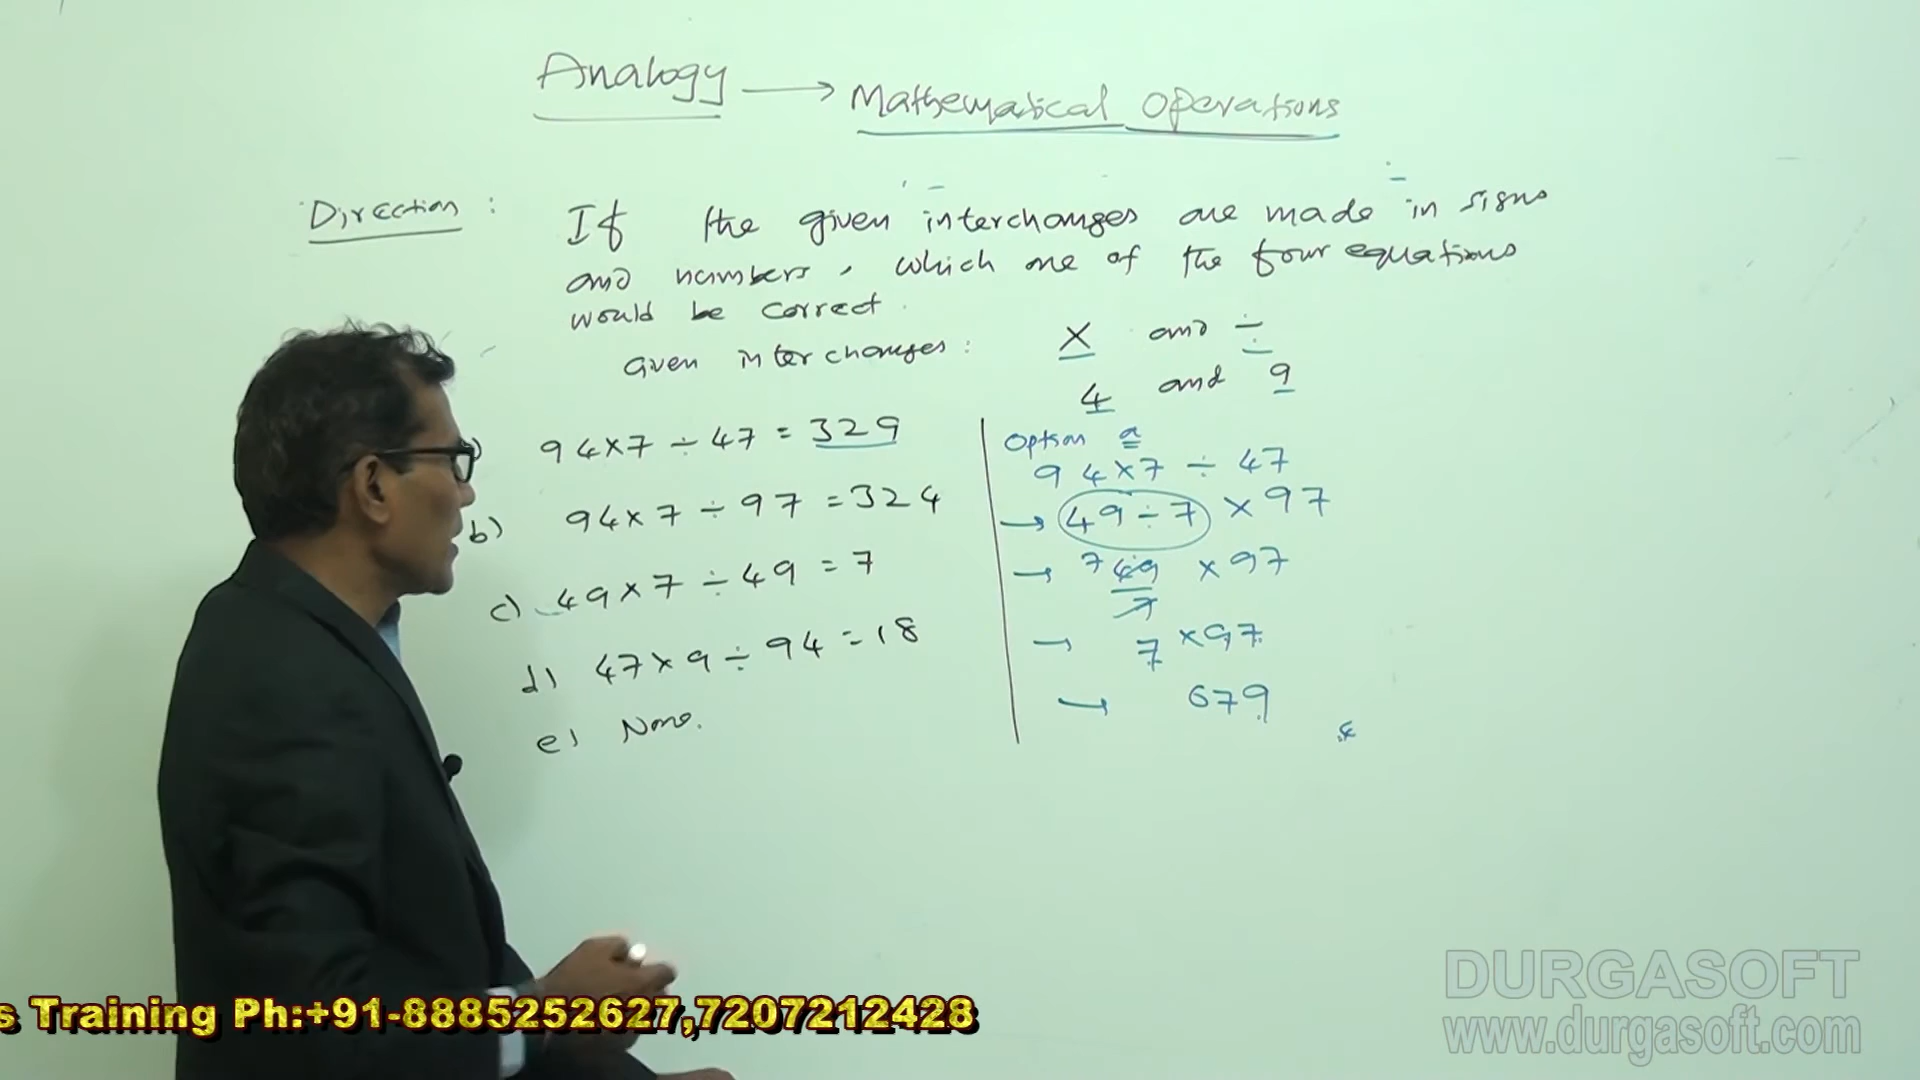 Analogy → Mathematical Operations
Direction : If the given interchanges are made in signs
and numbers, which one of the four equations
would be correct.
Given interchanges : × and ÷
4 and 9
) 94×7 ÷ 47 = 329
b) 94×7 ÷ 97 = 324
c) 49×7 ÷ 49 = 7
d) 47×9 ÷ 94 = 18
e) None.
Option a
94×7 ÷ 47
→ 49÷7 × 97
→ 7 49 × 97
7
→ 7 × 97
→ 679
s Training Ph:+91-8885252627,7207212428
DURGASOFT
www.durgasoft.com